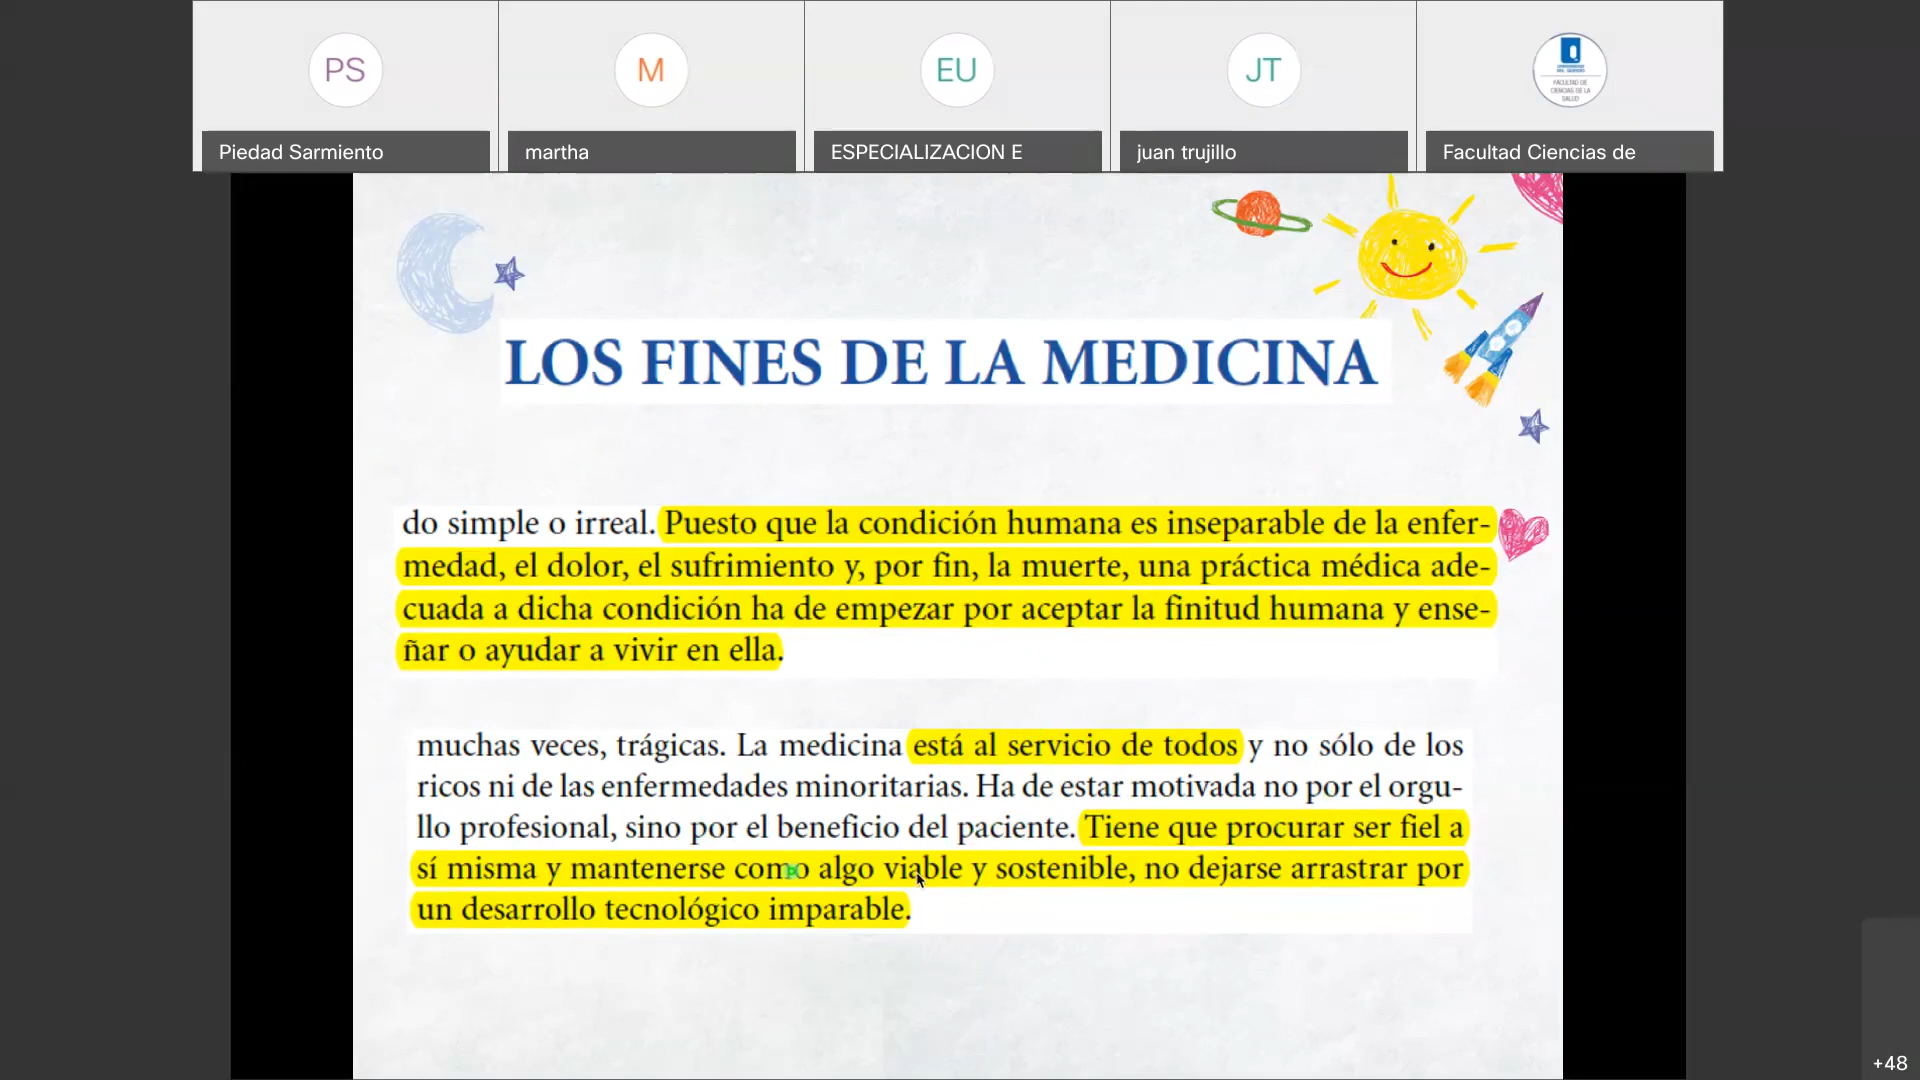 PS
M
EU
JT
FACULTAD DE
CIENCIAS DE LA
SALUD
Piedad Sarmiento
martha
ESPECIALIZACION E
juan trujillo
Facultad Ciencias de
LOS FINES DE LA MEDICINA
do simple o irreal. Puesto que la condición humana es inseparable de la enfer-
medad, el dolor, el sufrimiento y, por fin, la muerte, una práctica médica ade-
cuada a dicha condición ha de empezar por aceptar la finitud humana y ense-
ñar o ayudar a vivir en ella.
muchas veces, trágicas. La medicina está al servicio de todos y no sólo de los
ricos ni de las enfermedades minoritarias. Ha de estar motivada no por el orgu-
llo profesional, sino por el beneficio del paciente. Tiene que procurar ser fiel a
sí misma y mantenerse como algo viable y sostenible, no dejarse arrastrar por
un desarrollo tecnológico imparable.
+48